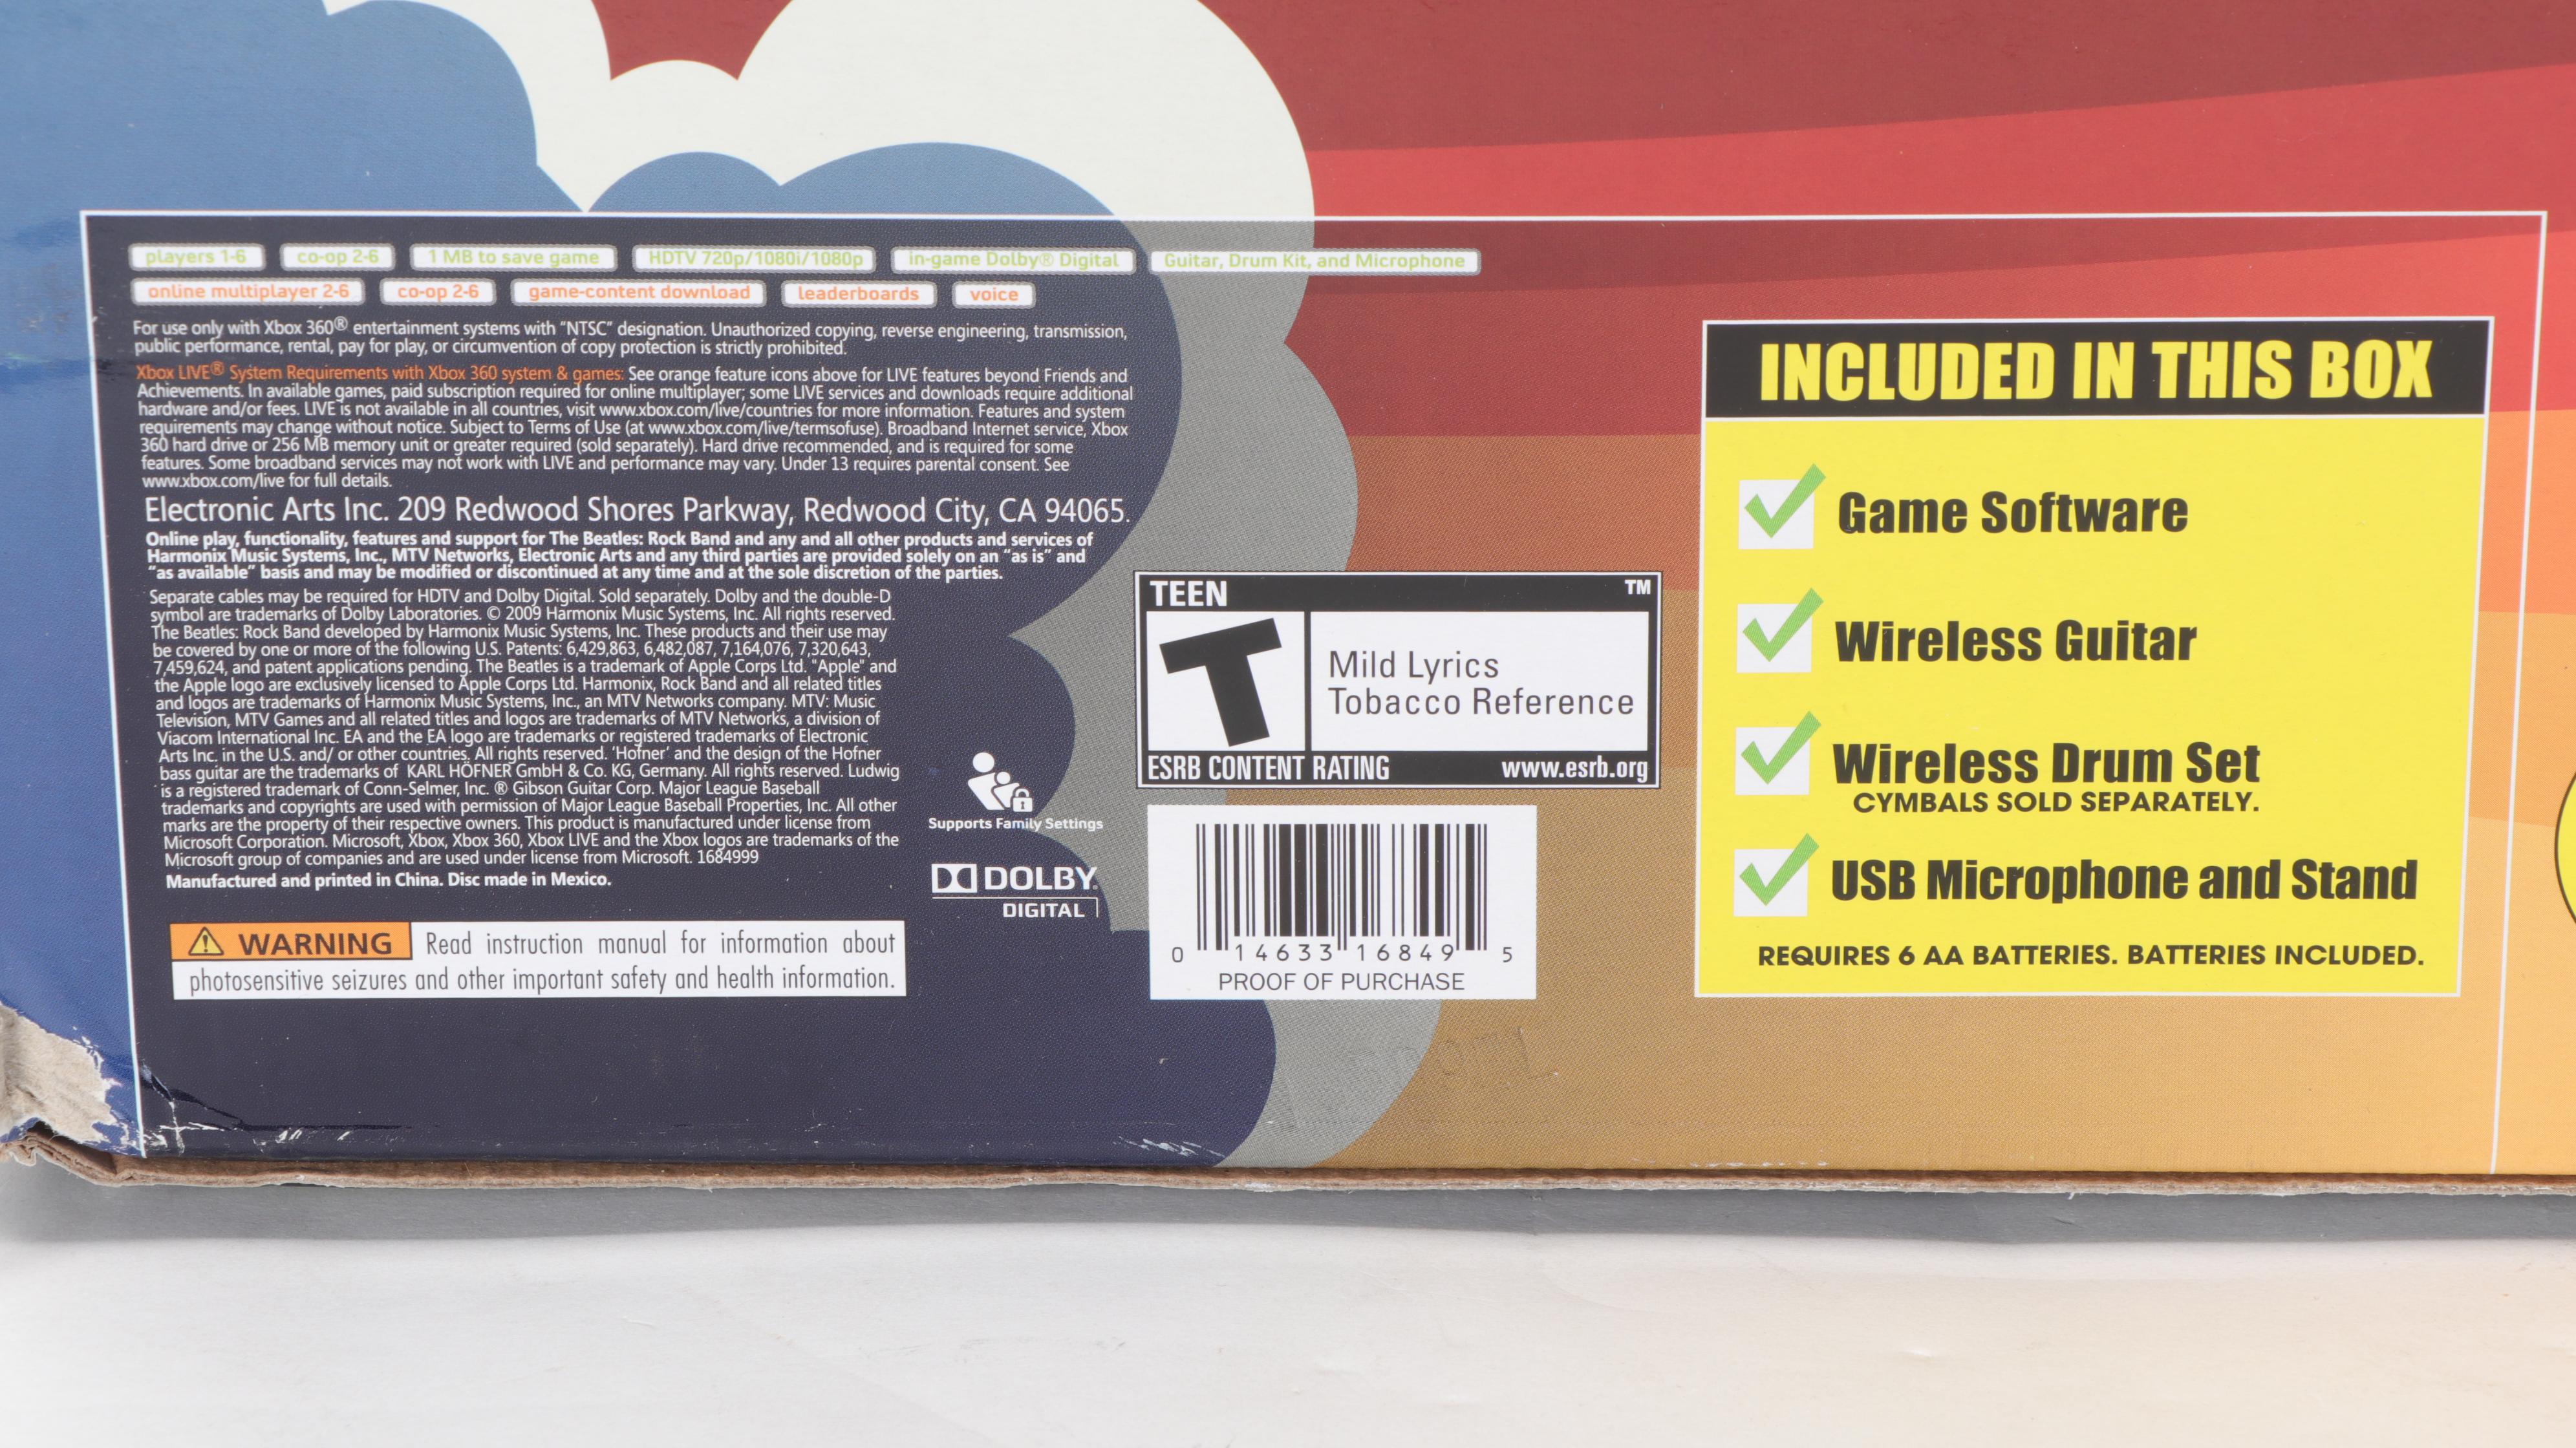 players 1-6 co-op 2-6 1 MB to save game HDTV 720p/1080i/1080p in-game Dolby® Digital Guitar, Drum Kit, and Microphone
online multiplayer 2-6 co-op 2-6 game-content download leaderboards voice
For use only with Xbox 360® entertainment systems with “NTSC” designation. Unauthorized copying, reverse engineering, transmission,
public performance, rental, pay for play, or circumvention of copy protection is strictly prohibited.
Xbox LIVE® System Requirements with Xbox 360 system & games: See orange feature icons above for LIVE features beyond Friends and
Achievements. In available games, paid subscription required for online multiplayer; some LIVE services and downloads require additional
hardware and/or fees. LIVE is not available in all countries, visit www.xbox.com/live/countries for more information. Features and system
requirements may change without notice. Subject to Terms of Use (at www.xbox.com/live/termsofuse). Broadband Internet service, Xbox
360 hard drive or 256 MB memory unit or greater required (sold separately). Hard drive recommended, and is required for some
features. Some broadband services may not work with LIVE and performance may vary. Under 13 requires parental consent. See
www.xbox.com/live for full details.
Electronic Arts Inc. 209 Redwood Shores Parkway, Redwood City, CA 94065.
Online play, functionality, features and support for The Beatles: Rock Band and any and all other products and services of
Harmonix Music Systems, Inc., MTV Networks, Electronic Arts and any third parties are provided solely on an “as is” and
“as available” basis and may be modified or discontinued at any time and at the sole discretion of the parties.
Separate cables may be required for HDTV and Dolby Digital. Sold separately. Dolby and the double-D
symbol are trademarks of Dolby Laboratories. © 2009 Harmonix Music Systems, Inc. All rights reserved.
The Beatles: Rock Band developed by Harmonix Music Systems, Inc. These products and their use may
be covered by one or more of the following U.S. Patents: 6,429,863, 6,482,087, 7,164,076, 7,320,643,
7,459,624, and patent applications pending. The Beatles is a trademark of Apple Corps Ltd. "Apple" and
the Apple logo are exclusively licensed to Apple Corps Ltd. Harmonix, Rock Band and all related titles
and logos are trademarks of Harmonix Music Systems, Inc., an MTV Networks company. MTV: Music
Television, MTV Games and all related titles and logos are trademarks of MTV Networks, a division of
Viacom International Inc. EA and the EA logo are trademarks or registered trademarks of Electronic
Arts Inc. in the U.S. and/ or other countries. All rights reserved. ‘Hofner’ and the design of the Hofner
bass guitar are the trademarks of KARL HÖFNER GmbH & Co. KG, Germany. All rights reserved. Ludwig
is a registered trademark of Conn-Selmer, Inc. ® Gibson Guitar Corp. Major League Baseball
trademarks and copyrights are used with permission of Major League Baseball Properties, Inc. All other
marks are the property of their respective owners. This product is manufactured under license from
Microsoft Corporation. Microsoft, Xbox, Xbox 360, Xbox LIVE and the Xbox logos are trademarks of the
Microsoft group of companies and are used under license from Microsoft. 1684999
Manufactured and printed in China. Disc made in Mexico.
WARNING Read instruction manual for information about
photosensitive seizures and other important safety and health information.
Supports Family Settings
DOLBY
DIGITAL
TEEN TM
T
Mild Lyrics
Tobacco Reference
ESRB CONTENT RATING www.esrb.org
0 14633 16849 5
PROOF OF PURCHASE
INCLUDED IN THIS BOX
Game Software
Wireless Guitar
Wireless Drum Set
CYMBALS SOLD SEPARATELY.
USB Microphone and Stand
REQUIRES 6 AA BATTERIES. BATTERIES INCLUDED.